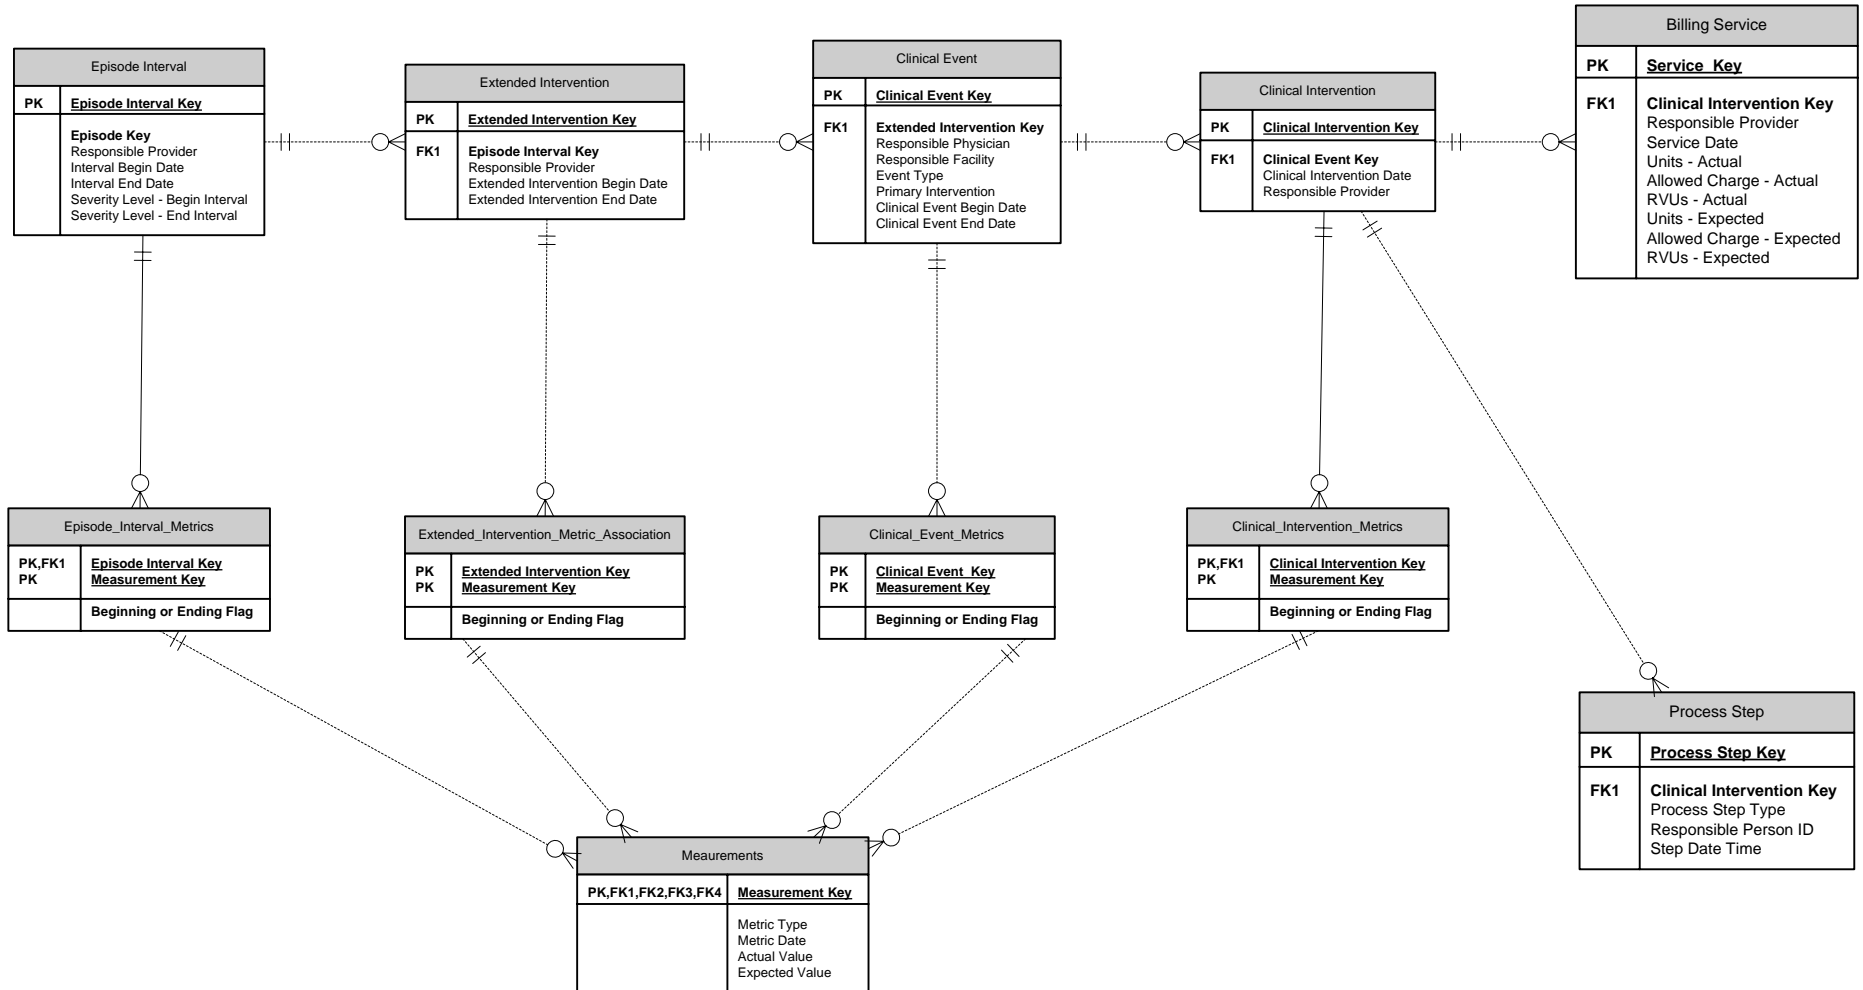 Episode Interval
PK Episode Interval Key
Episode Key
Responsible Provider
Interval Begin Date
Interval End Date
Severity Level - Begin Interval
Severity Level - End Interval
Extended Intervention
PK Extended Intervention Key
FK1 Episode Interval Key
Responsible Provider
Extended Intervention Begin Date
Extended Intervention End Date
Clinical Event
PK Clinical Event Key
FK1 Extended Intervention Key
Responsible Physician
Responsible Facility
Event Type
Primary Intervention
Clinical Event Begin Date
Clinical Event End Date
Clinical Intervention
PK Clinical Intervention Key
FK1 Clinical Event Key
Clinical Intervention Date
Responsible Provider
Billing Service
PK Service_Key
FK1 Clinical Intervention Key
Responsible Provider
Service Date
Units - Actual
Allowed Charge - Actual
RVUs - Actual
Units - Expected
Allowed Charge - Expected
RVUs - Expected
Episode_Interval_Metrics
PK,FK1 Episode Interval Key
PK Measurement Key
Beginning or Ending Flag
Extended_Intervention_Metric_Association
PK Extended Intervention Key
PK Measurement Key
Beginning or Ending Flag
Clinical_Event_Metrics
PK Clinical Event_Key
PK Measurement Key
Beginning or Ending Flag
Clinical_Intervention_Metrics
PK,FK1 Clinical Intervention Key
PK Measurement Key
Beginning or Ending Flag
Meaurements
PK,FK1,FK2,FK3,FK4 Measurement Key
Metric Type
Metric Date
Actual Value
Expected Value
Process Step
PK Process Step Key
FK1 Clinical Intervention Key
Process Step Type
Responsible Person ID
Step Date Time